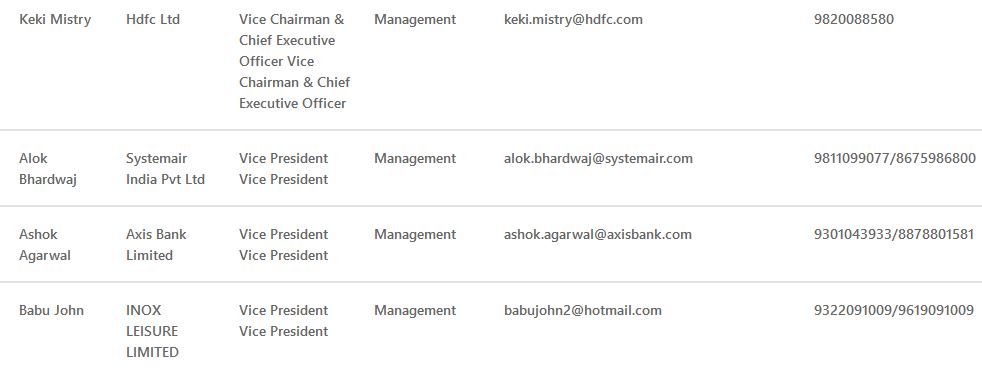 Keki Mistry Hdfc Ltd Vice Chairman & Management keki.mistry@hdfc.com 9820088580
Chief Executive
Officer Vice
Chairman & Chief
Executive Officer
Alok Systemair Vice President Management alok.bhardwaj@systemair.com 9811099077/8675986800
Bhardwaj India Pvt Ltd Vice President
Ashok Axis Bank Vice President Management ashok.agarwal@axisbank.com 9301043933/8878801581
Agarwal Limited Vice President
Babu John INOX Vice President Management babujohn2@hotmail.com 9322091009/9619091009
LEISURE Vice President
LIMITED